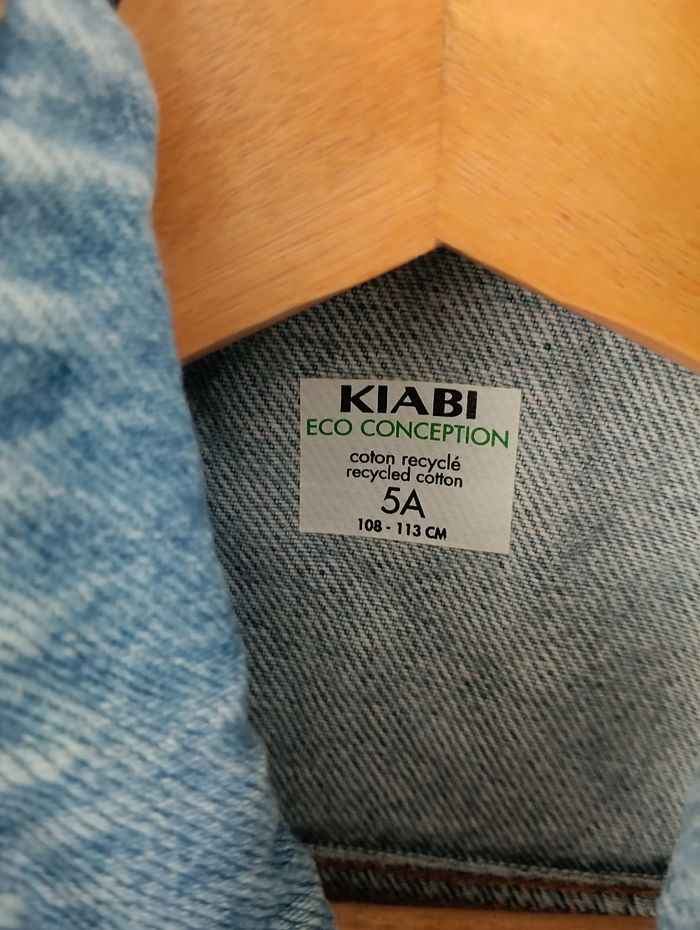 KIABI
ECO CONCEPTION
coton recyclé
recycled cotton
5A
108 - 113 CM